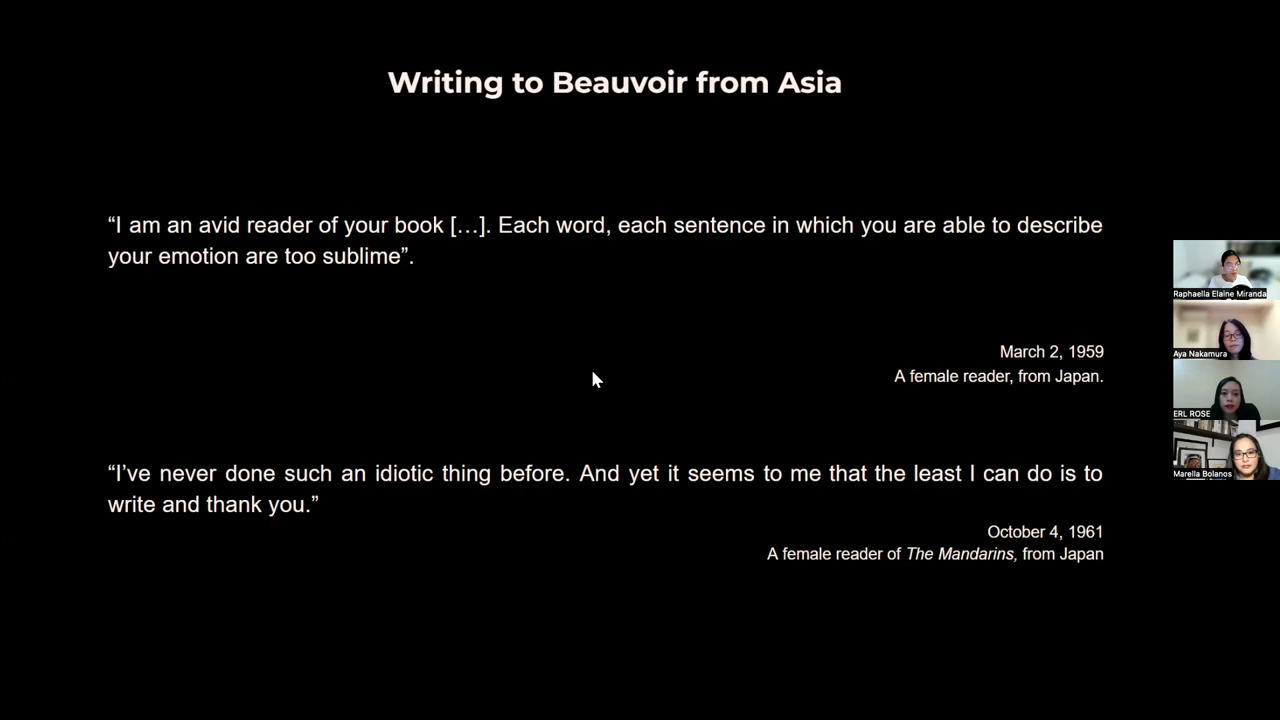 Writing to Beauvoir from Asia
“I am an avid reader of your book […]. Each word, each sentence in which you are able to describe
your emotion are too sublime”.
March 2, 1959
A female reader, from Japan.
“I’ve never done such an idiotic thing before. And yet it seems to me that the least I can do is to
write and thank you.”
October 4, 1961
A female reader of The Mandarins, from Japan
Raphaella Elaine Miranda
Aya Nakamura
ERL ROSE
Marella Bolanos